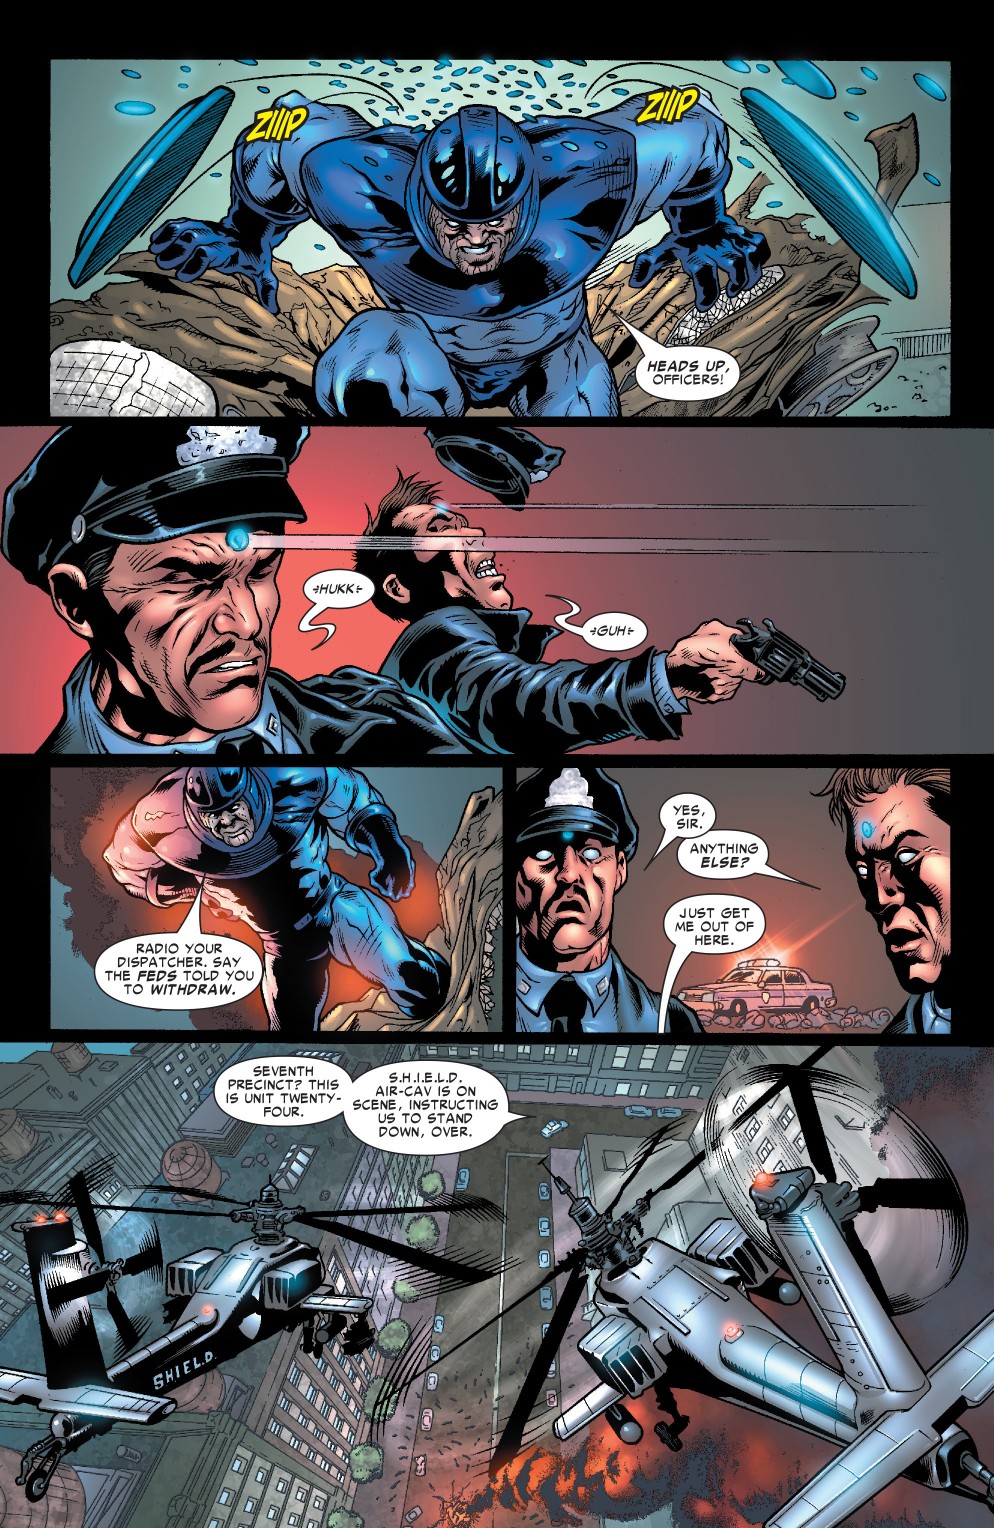 ZIIIP
ZIIIP
HEADS UP,
OFFICERS!
HUKK
GUH
RADIO YOUR
DISPATCHER. SAY
THE FEDS TOLD YOU
TO WITHDRAW.
YES,
SIR.
ANYTHING
ELSE?
JUST GET
ME OUT OF
HERE.
SEVENTH
PRECINCT? THIS
IS UNIT TWENTY-
FOUR.
S.H.I.E.L.D.
AIR-CAV IS ON
SCENE, INSTRUCTING
US TO STAND
DOWN, OVER.
S.H.I.E.L.D.